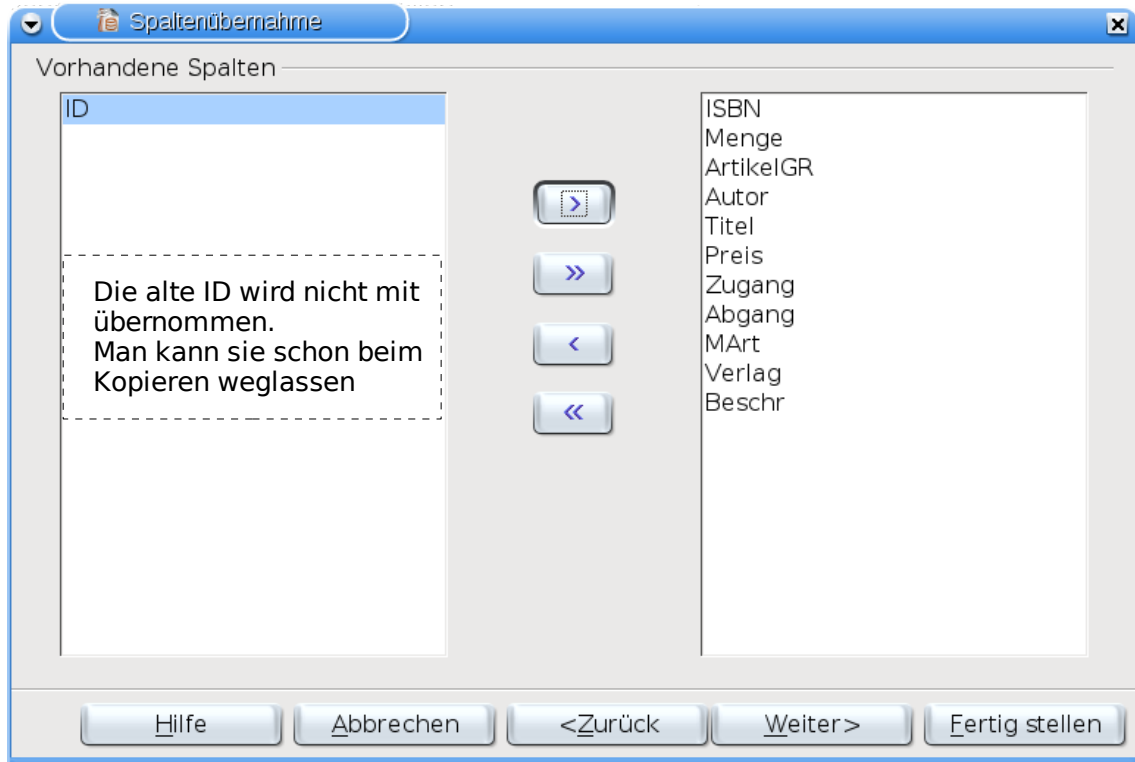 Spaltenübernahme
Vorhandene Spalten
ID
Die alte ID wird nicht mit
übernommen.
Man kann sie schon beim
Kopieren weglassen
>
>>
<
<<
ISBN
Menge
ArtikelGR
Autor
Titel
Preis
Zugang
Abgang
MArt
Verlag
Beschr
Hilfe
Abbrechen
<Zurück
Weiter>
Fertig stellen